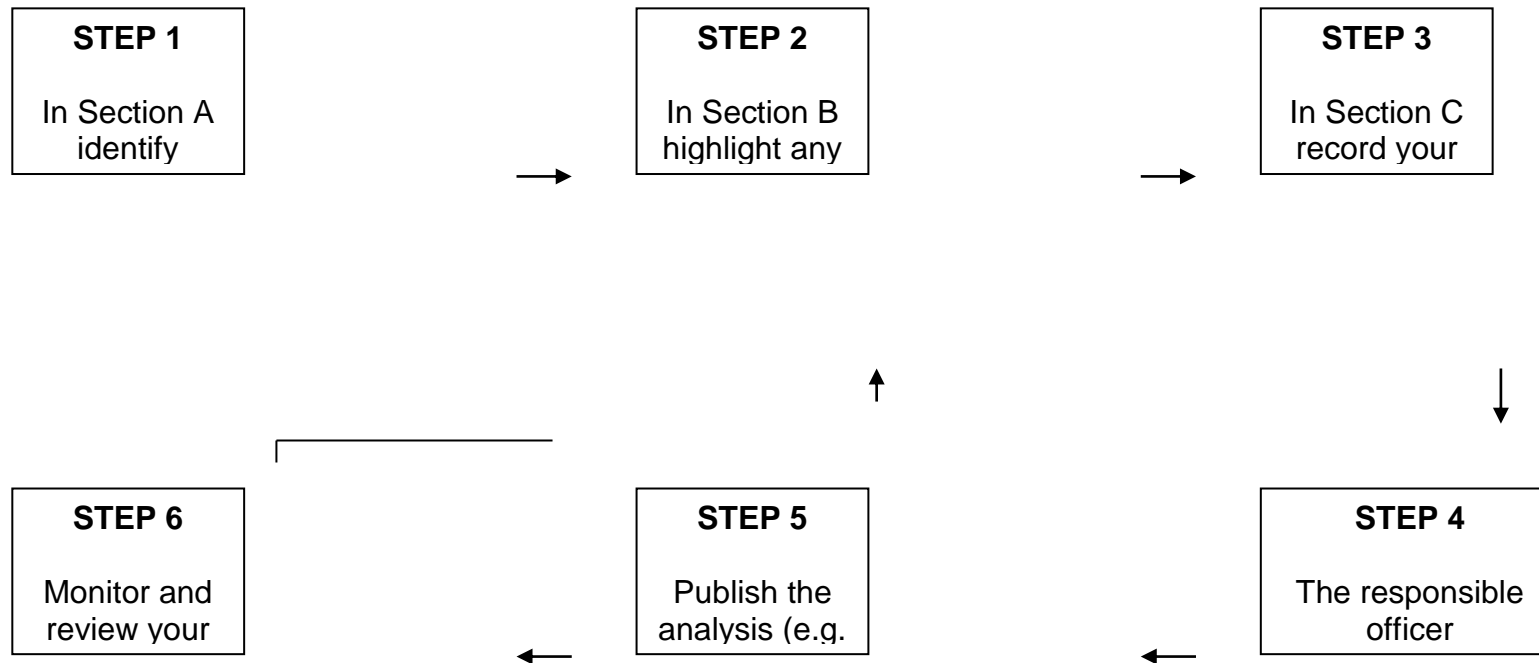 STEP 1
In Section A
identify
STEP 2
In Section B
highlight any
STEP 3
In Section C
record your
STEP 4
The responsible
officer
STEP 5
Publish the
analysis (e.g.
STEP 6
Monitor and
review your